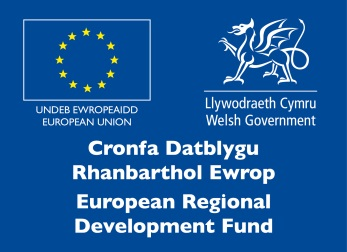 UNDEB EWROPEAIDD
EUROPEAN UNION
Llywodraeth Cymru
Welsh Government
Cronfa Datblygu
Rhanbarthol Ewrop
European Regional
Development Fund